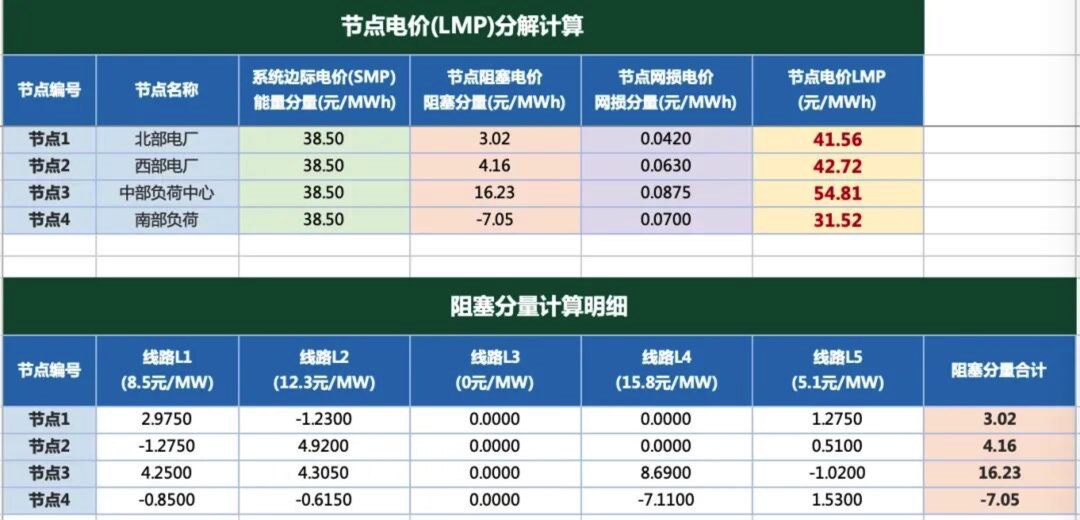 节点电价(LMP)分解计算
节点编号 节点名称 系统边际电价(SMP) 能量分量(元/MWh) 节点阻塞电价 阻塞分量(元/MWh) 节点网损电价 网损分量(元/MWh) 节点电价LMP (元/MWh)
节点1 北部电厂 38.50 3.02 0.0420 41.56
节点2 西部电厂 38.50 4.16 0.0630 42.72
节点3 中部负荷中心 38.50 16.23 0.0875 54.81
节点4 南部负荷 38.50 -7.05 0.0700 31.52
阻塞分量计算明细
节点编号 线路L1 (8.5元/MW) 线路L2 (12.3元/MW) 线路L3 (0元/MW) 线路L4 (15.8元/MW) 线路L5 (5.1元/MW) 阻塞分量合计
节点1 2.9750 -1.2300 0.0000 0.0000 1.2750 3.02
节点2 -1.2750 4.9200 0.0000 0.0000 0.5100 4.16
节点3 4.2500 4.3050 0.0000 8.6900 -1.0200 16.23
节点4 -0.8500 -0.6150 0.0000 -7.1100 1.5300 -7.05